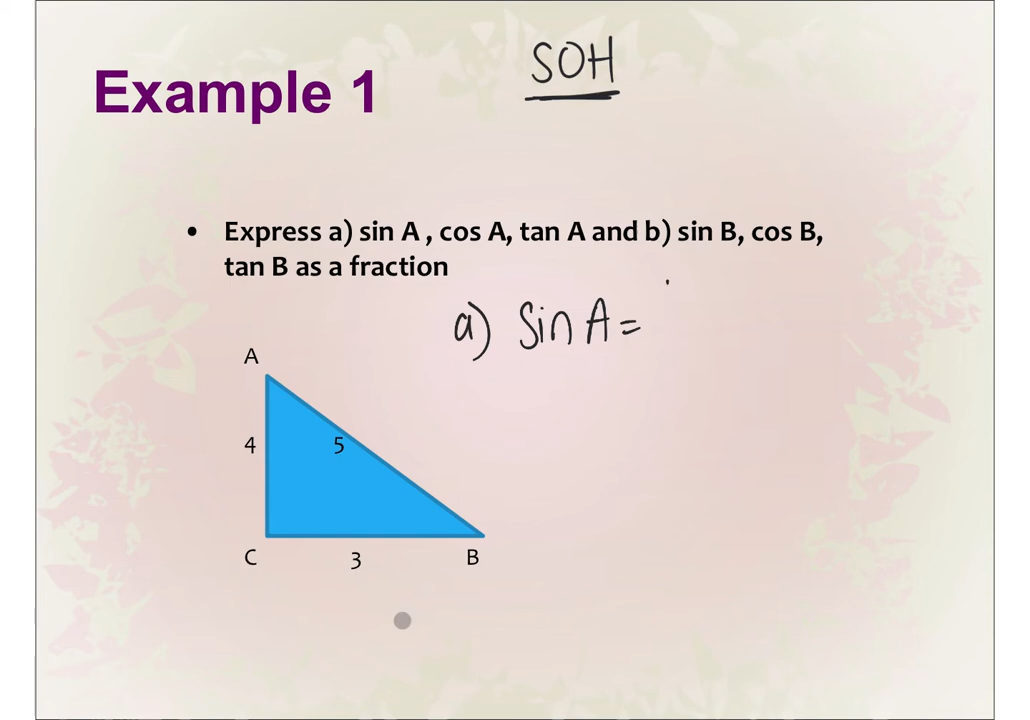 SOH
Example 1
• Express a) sin A , cos A, tan A and b) sin B, cos B,
tan B as a fraction
a) Sin A =
A
4
5
C
3
B